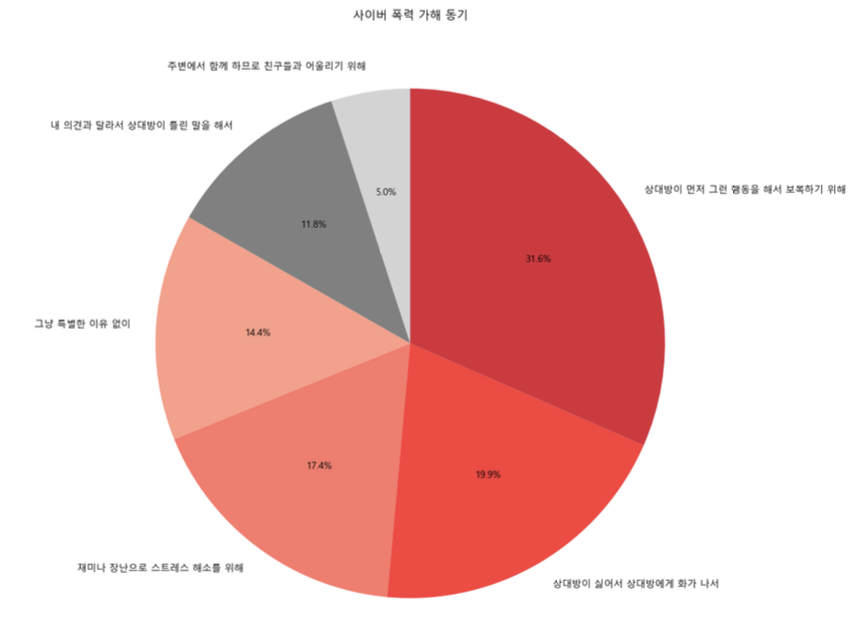 사이버 폭력 가해 동기
주변에서 함께 하므로 친구들과 어울리기 위해
내 의견과 달라서 상대방이 틀린 말을 해서
상대방이 먼저 그런 행동을 해서 보복하기 위해
5.0%
11.8%
31.6%
그냥 특별한 이유 없이
14.4%
17.4%
19.9%
재미나 장난으로 스트레스 해소를 위해
상대방이 싫어서 상대방에게 화가 나서